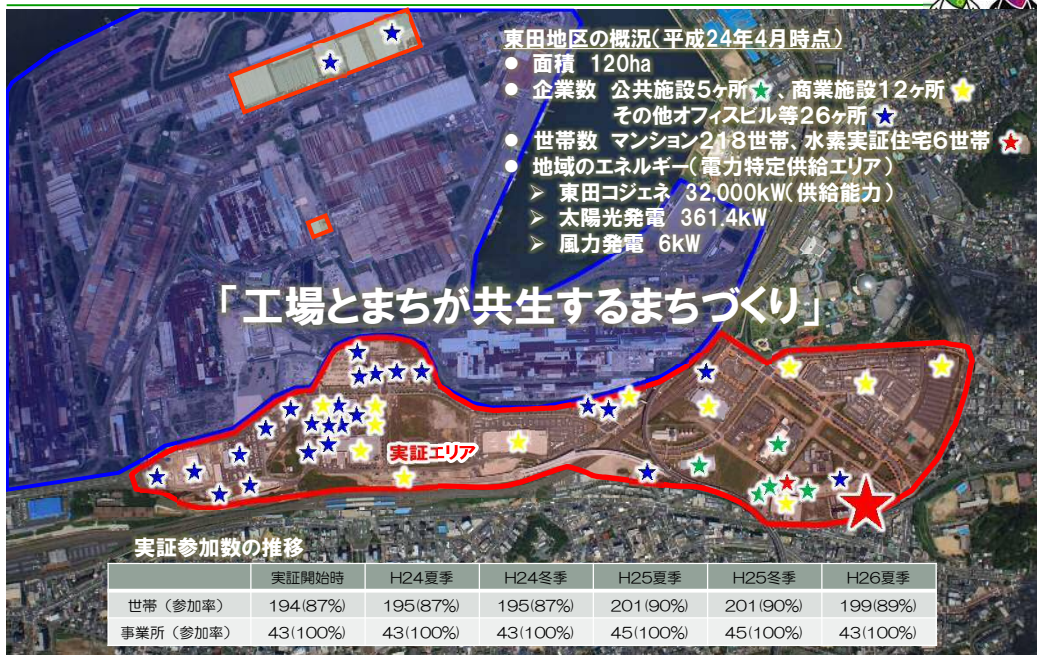 東田地区の概況(平成24年4月時点)
● 面積 120ha
● 企業数 公共施設5ヶ所★、商業施設12ヶ所★
その他オフィスビル等26ヶ所★
● 世帯数 マンション218世帯、水素実証住宅6世帯★
● 地域のエネルギー(電力特定供給エリア)
➢ 東田コジェネ 32,000kW(供給能力)
➢ 太陽光発電 361.4kW
➢ 風力発電 6kW
「工場とまちが共生するまちづくり」
実証エリア
実証参加数の推移
実証開始時 H24夏季 H24冬季 H25夏季 H25冬季 H26夏季
世帯（参加率） 194(87%) 195(87%) 195(87%) 201(90%) 201(90%) 199(89%)
事業所（参加率） 43(100%) 43(100%) 43(100%) 45(100%) 45(100%) 43(100%)